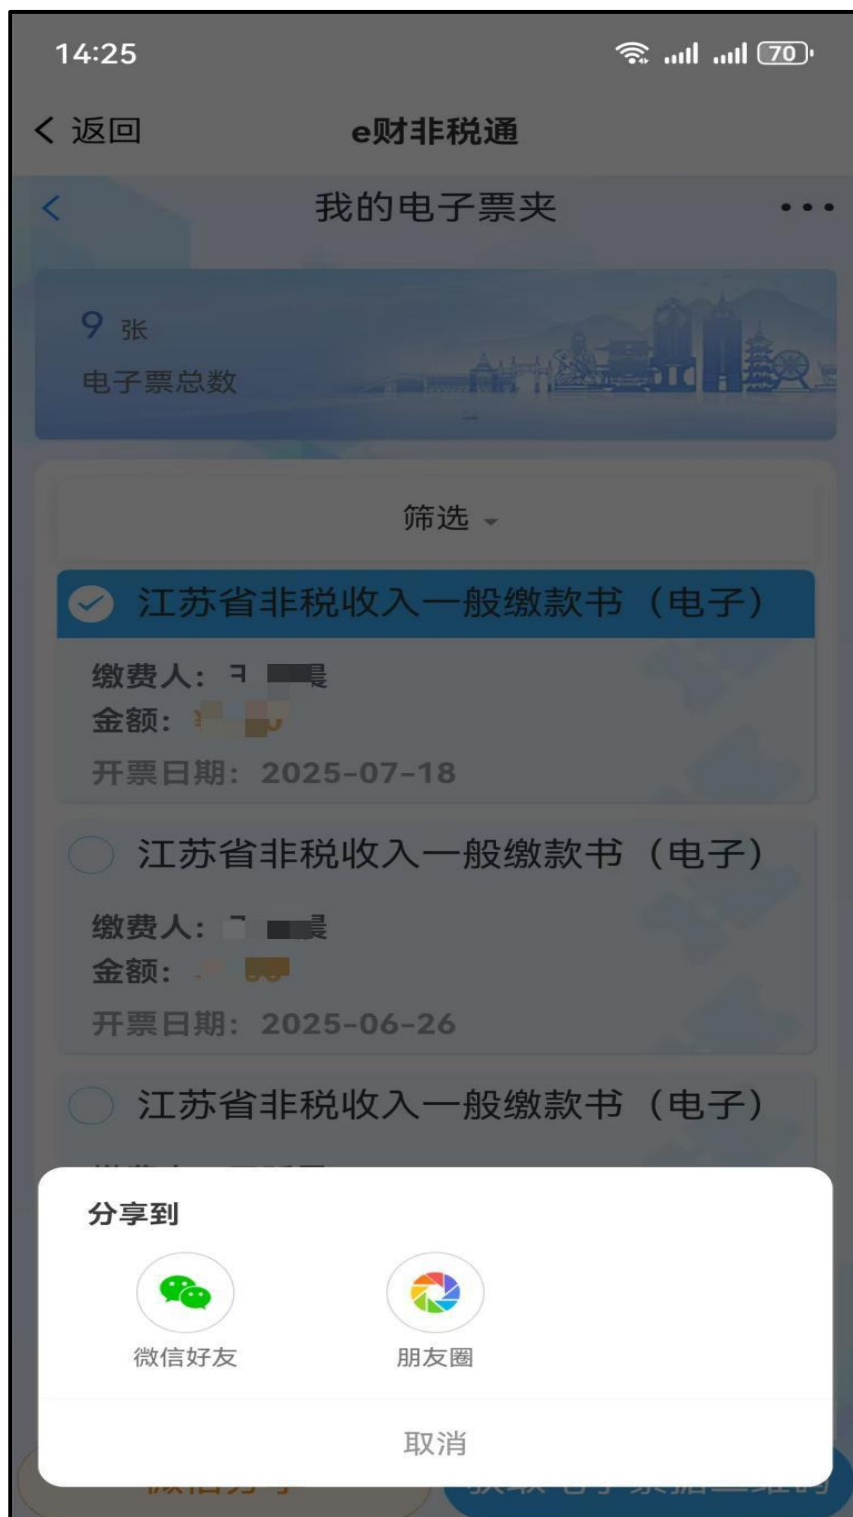 14:25
70
返回
e财非税通
我的电子票夹
9 张
电子票总数
筛选
江苏省非税收入一般缴款书（电子）
缴费人：
金额：
开票日期：2025-07-18
江苏省非税收入一般缴款书（电子）
缴费人：
金额：
开票日期：2025-06-26
江苏省非税收入一般缴款书（电子）
分享到
微信好友
朋友圈
取消